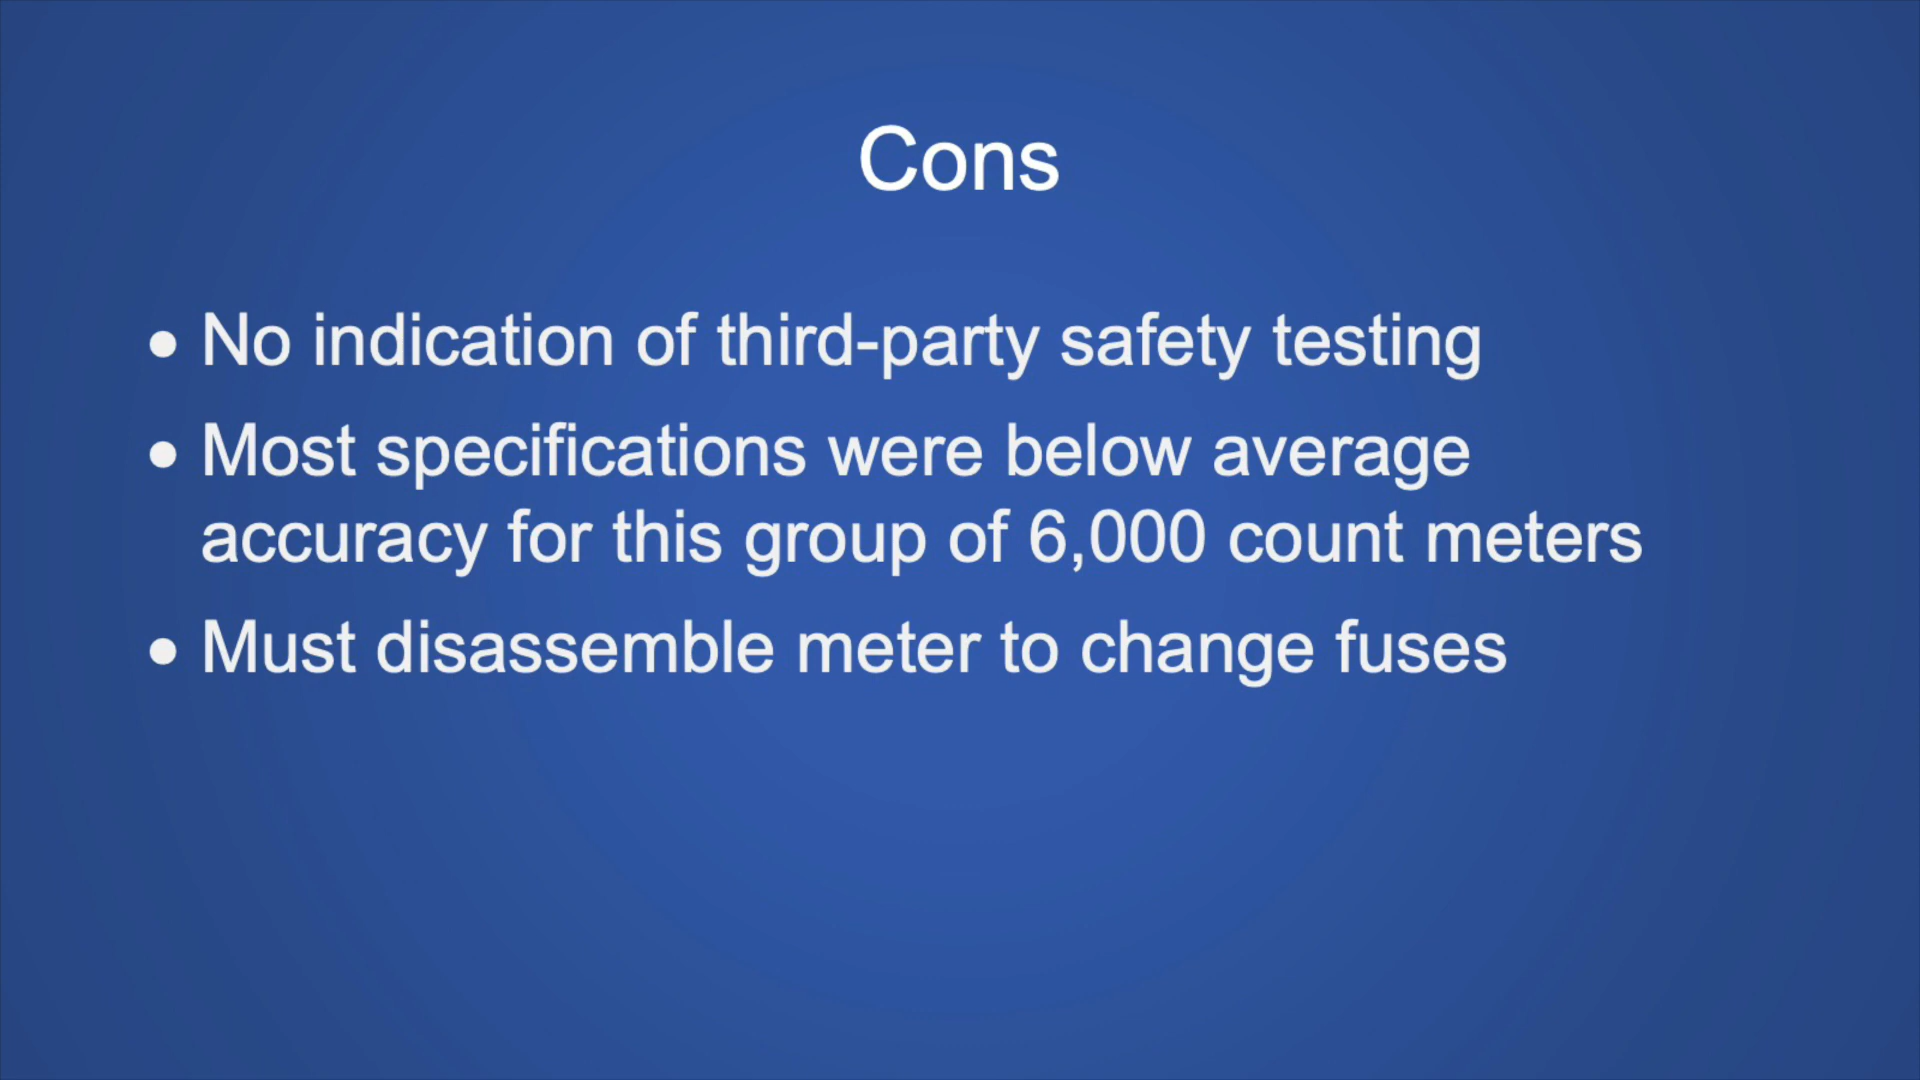 Cons
• No indication of third-party safety testing
• Most specifications were below average
accuracy for this group of 6,000 count meters
• Must disassemble meter to change fuses